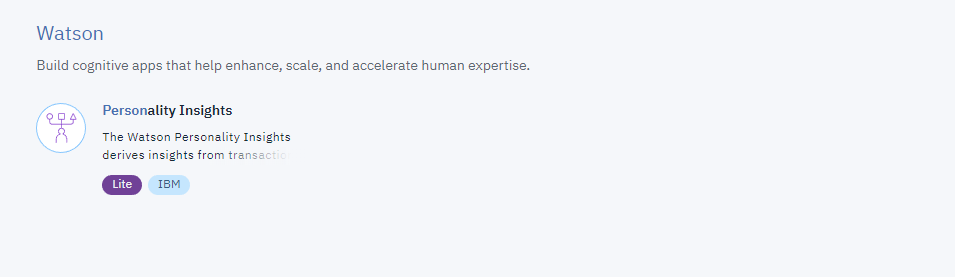 Watson
Build cognitive apps that help enhance, scale, and accelerate human expertise.
Personality Insights
The Watson Personality Insights
derives insights from transactio
Lite
IBM